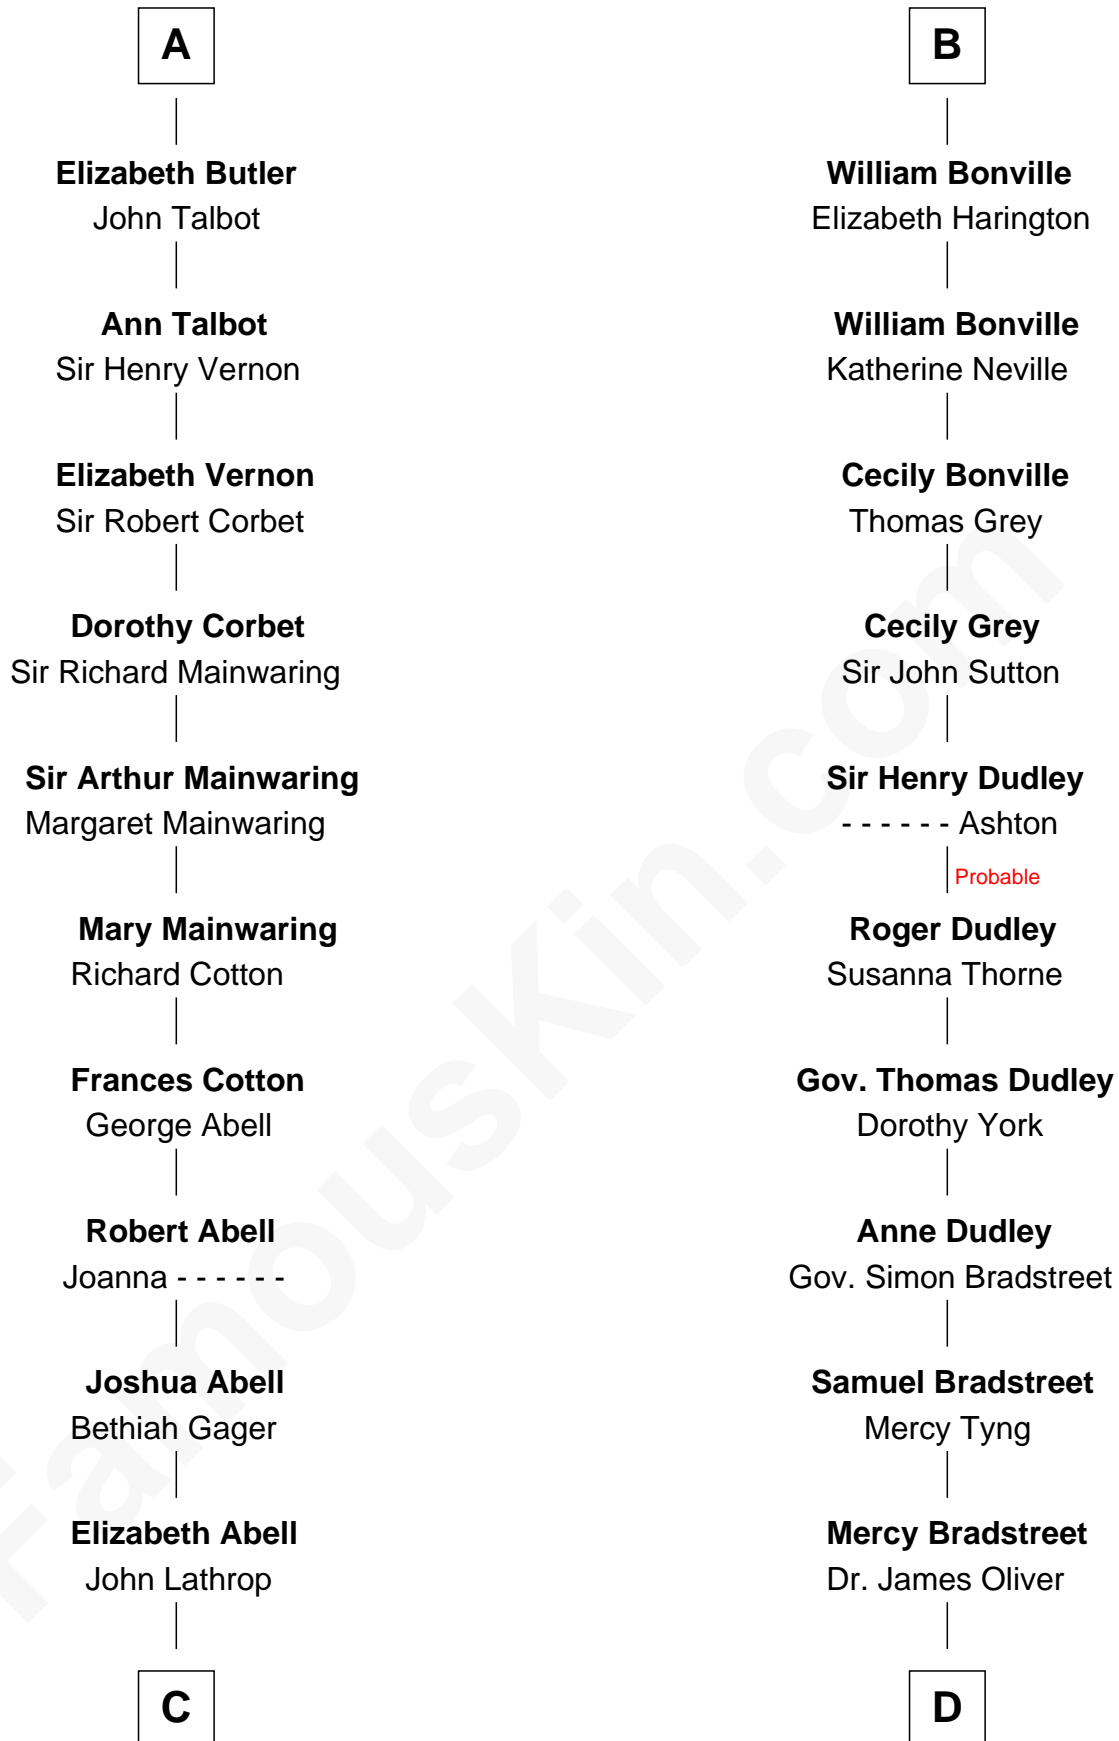 A
Elizabeth Butler
John Talbot
Ann Talbot
Sir Henry Vernon
Elizabeth Vernon
Sir Robert Corbet
Dorothy Corbet
Sir Richard Mainwaring
Sir Arthur Mainwaring
Margaret Mainwaring
Mary Mainwaring
Richard Cotton
Frances Cotton
George Abell
Robert Abell
Joanna - - - - - -
Joshua Abell
Bethiah Gager
Elizabeth Abell
John Lathrop
C
B
William Bonville
Elizabeth Harington
William Bonville
Katherine Neville
Cecily Bonville
Thomas Grey
Cecily Grey
Sir John Sutton
Sir Henry Dudley
- - - - - - Ashton
Probable
Roger Dudley
Susanna Thorne
Gov. Thomas Dudley
Dorothy York
Anne Dudley
Gov. Simon Bradstreet
Samuel Bradstreet
Mercy Tyng
Mercy Bradstreet
Dr. James Oliver
D
FamousKin.com